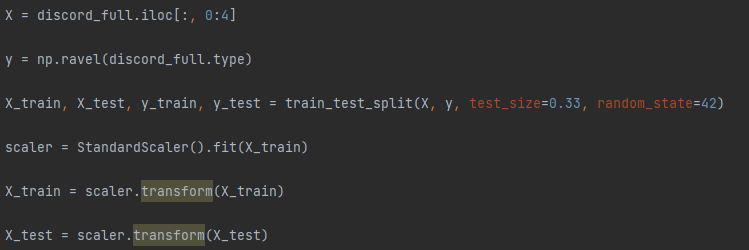 X = discord_full.iloc[:, 0:4]
y = np.ravel(discord_full.type)
X_train, X_test, y_train, y_test = train_test_split(X, y, test_size=0.33, random_state=42)
scaler = StandardScaler().fit(X_train)
X_train = scaler.transform(X_train)
X_test = scaler.transform(X_test)